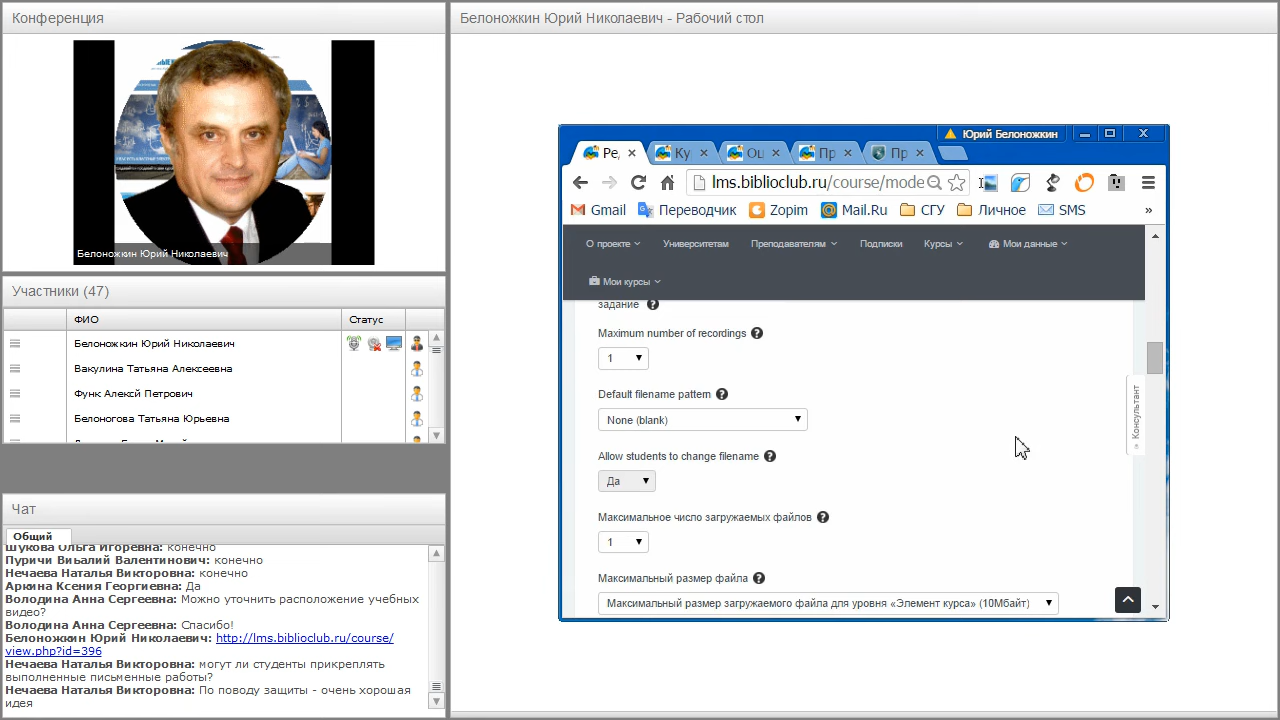 Конференция
Белоножкин Юрий Николаевич
Участники (47)
ФИО
Статус
Белоножкин Юрий Николаевич
Вакулина Татьяна Алексеевна
Функ Алексй Петрович
Белоногова Татьяна Юрьевна
Чат
Общий
Шукова Ольга Игоревна: конечно
Пуричи Виьалий Валентинович: конечно
Нечаева Наталья Викторовна: конечно
Аркина Ксения Георгиевна: Да
Володина Анна Сергеевна: Можно уточнить расположение учебных
видео?
Володина Анна Сергеевна: Спасибо!
Белоножкин Юрий Николаевич: http://lms.biblioclub.ru/course/
view.php?id=396
Нечаева Наталья Викторовна: могут ли студенты прикреплять
выполненные письменные работы?
Нечаева Наталья Викторовна: По поводу защиты - очень хорошая
идея
Белоножкин Юрий Николаевич - Рабочий стол
Юрий Белоножкин
Ре, Ку Оц Пр Пр
lms.biblioclub.ru/course/mode
Gmail Переводчик Zopim Mail.Ru СГУ Личное SMS »
О проекте Университетам Преподавателям Подписки Курсы Мои данные
Мои курсы
задание
Maximum number of recordings
1
Default filename pattern
None (blank)
Allow students to change filename
Да
Максимальное число загружаемых файлов
1
Максимальный размер файла
Максимальный размер загружаемого файла для уровня «Элемент курса» (10Мбайт)
Консультант